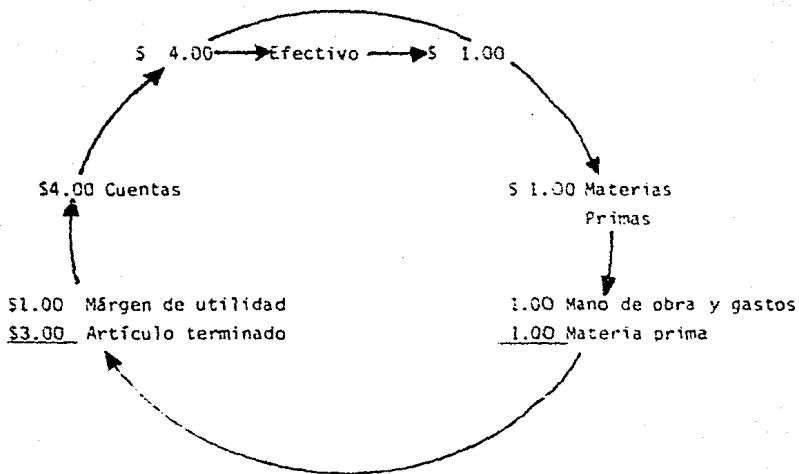 $ 4.00 Efectivo $ 1.00
$4.00 Cuentas
$ 1.00 Materias
Primas
$1.00 Márgen de utilidad
$3.00 Artículo terminado
1.00 Mano de obra y gastos
1.00 Materia prima